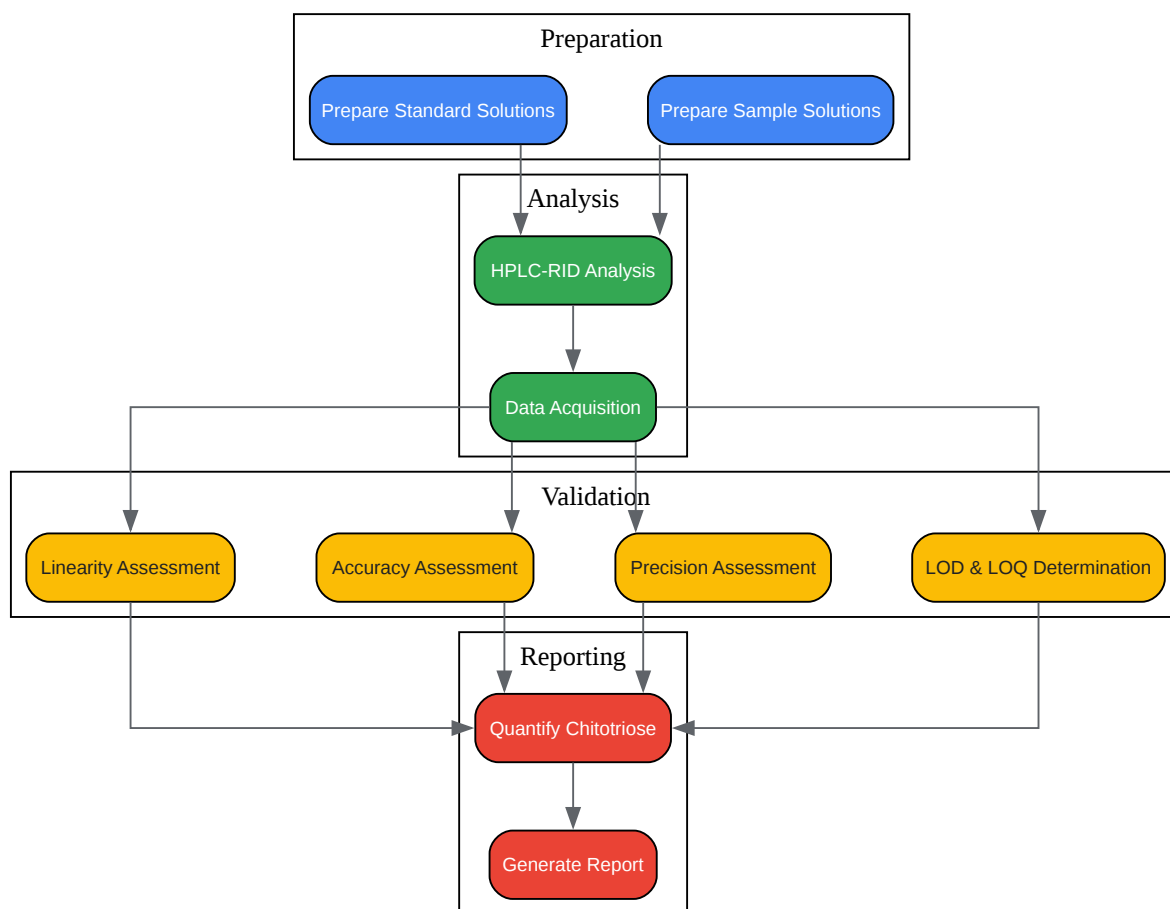 Preparation
Prepare Standard Solutions
Prepare Sample Solutions
Analysis
HPLC-RID Analysis
Data Acquisition
Validation
Linearity Assessment
Accuracy Assessment
Precision Assessment
LOD & LOQ Determination
Reporting
Quantify Chitotriose
Generate Report